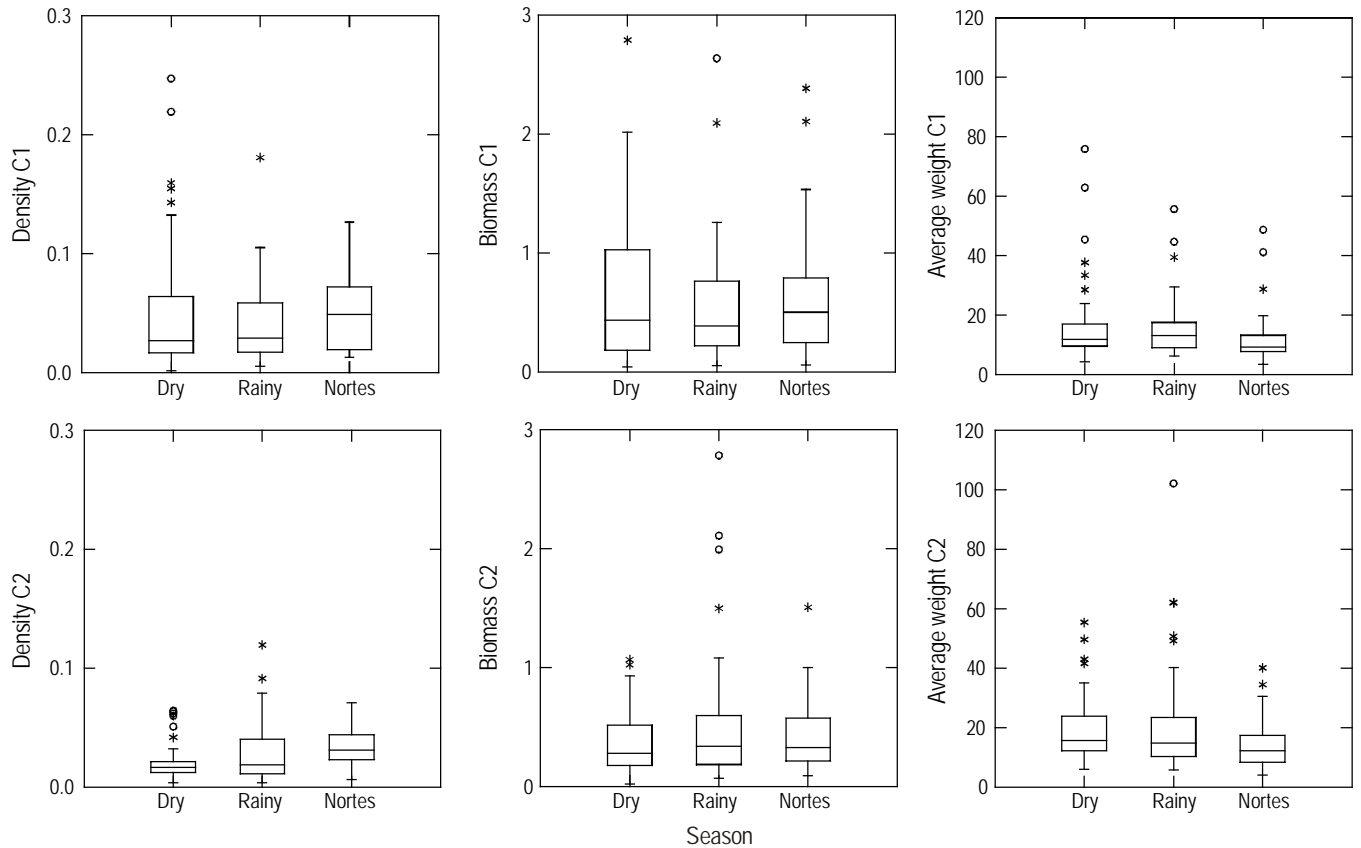 Density C1
0.3
0.2
0.1
0.0
Dry Rainy Nortes
Biomass C1
3
2
1
0
Dry Rainy Nortes
Average weight C1
120
100
80
60
40
20
0
Dry Rainy Nortes
Density C2
0.3
0.2
0.1
0.0
Dry Rainy Nortes
Biomass C2
3
2
1
0
Dry Rainy Nortes
Average weight C2
120
100
80
60
40
20
0
Dry Rainy Nortes
Season